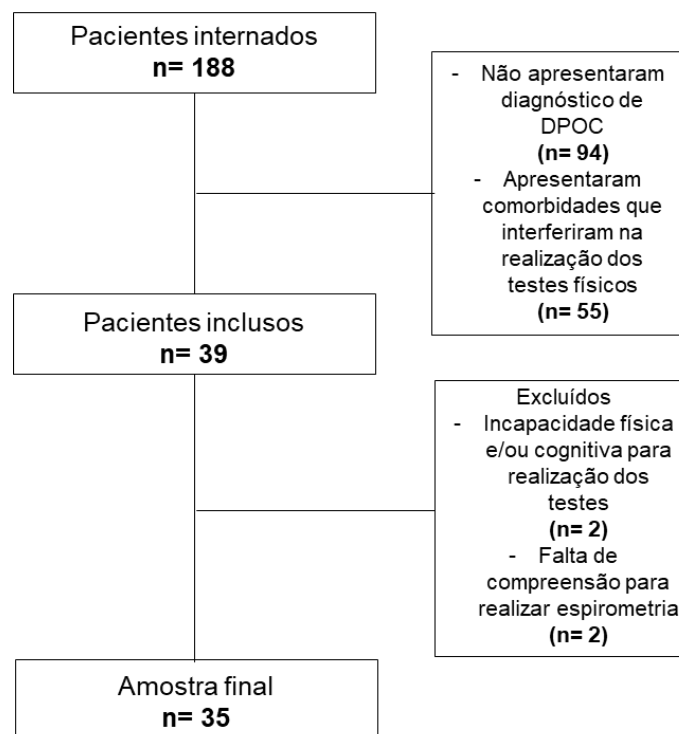 Pacientes internados
n= 188
- Não apresentaram
diagnóstico de
DPOC
(n= 94)
- Apresentaram
comorbidades que
interferiram na
realização dos
testes físicos
(n= 55)
Pacientes inclusos
n= 39
Excluídos
- Incapacidade física
e/ou cognitiva para
realização dos
testes
(n= 2)
- Falta de
compreensão para
realizar espirometria
(n= 2)
Amostra final
n= 35